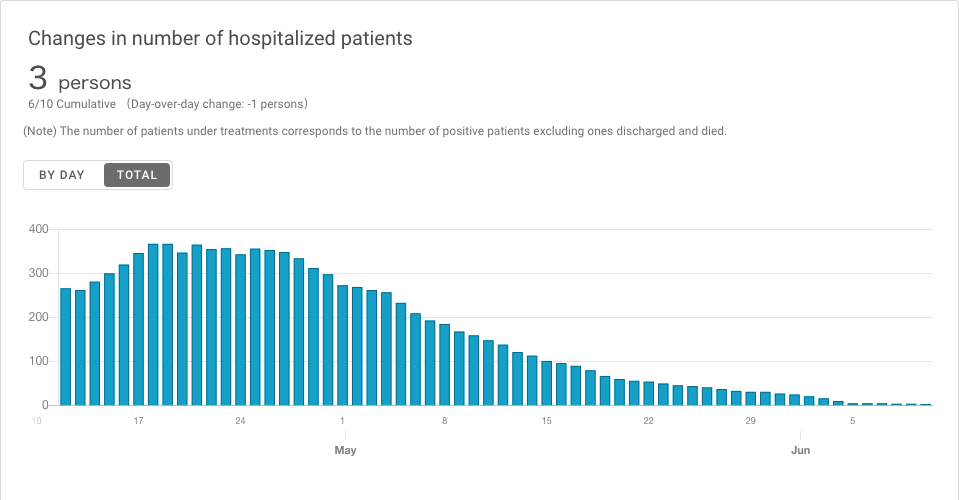 Changes in number of hospitalized patients
3 persons
6/10 Cumulative （Day-over-day change: -1 persons）
(Note) The number of patients under treatments corresponds to the number of positive patients excluding ones discharged and died.
BY DAY TOTAL
400
300
200
100
0
10 17 24 1 8 15 22 29 5
May Jun